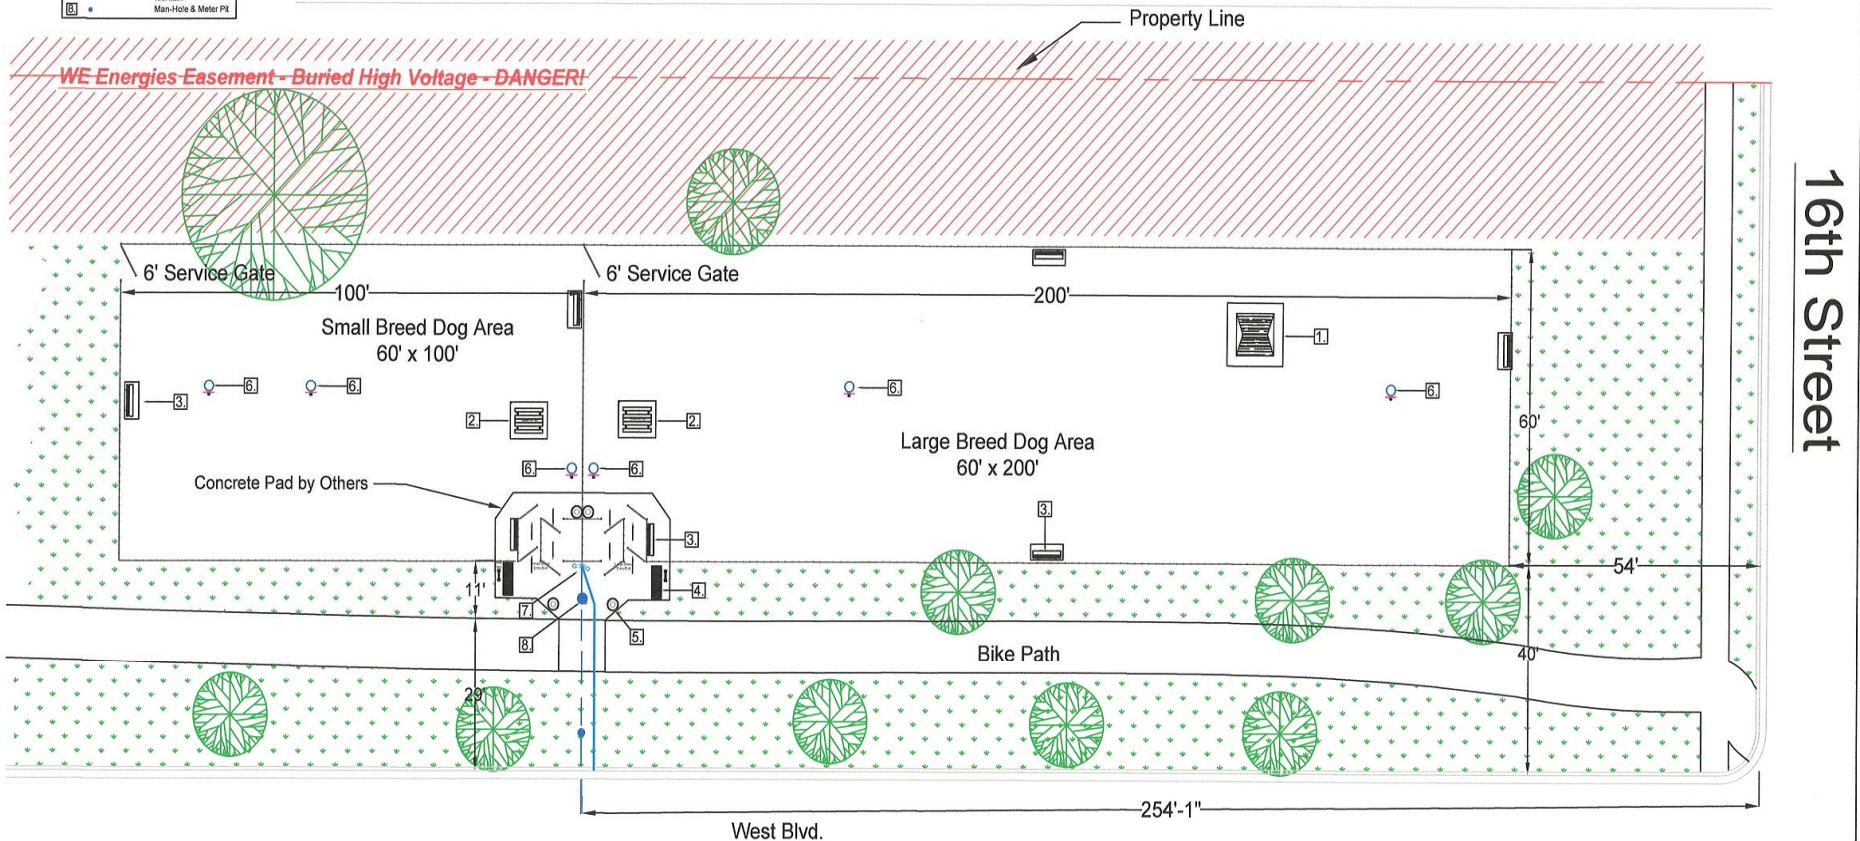 8. Man-Hole & Meter Pit
Property Line
WE Energies Easement - Buried High Voltage - DANGER!
16th Street
6' Service Gate
6' Service Gate
100'
200'
Small Breed Dog Area
60' x 100'
1.
6.
6.
6.
6.
3.
2.
2.
60'
Large Breed Dog Area
60' x 200'
6.
6.
Concrete Pad by Others
3.
3.
54'
11'
4.
7.
5.
8.
Bike Path
40'
29'
254'-1"
West Blvd.